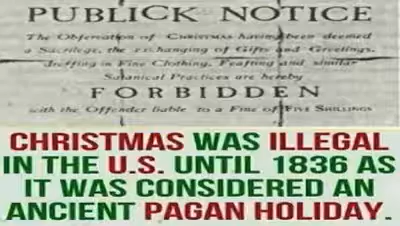 PUBLICK NOTICE
The Observation of CHRISTMAS having been deemed
a Sacrilege, the exchanging of Gifts and Greetings,
dressing in Fine Clothing, Feasting and similar
Satanical Practices are hereby
FORBIDDEN
with the Offender liable to a Fine of FIVE SHILLINGS
CHRISTMAS WAS ILLEGAL
IN THE U.S. UNTIL 1836 AS
IT WAS CONSIDERED AN
ANCIENT PAGAN HOLIDAY.